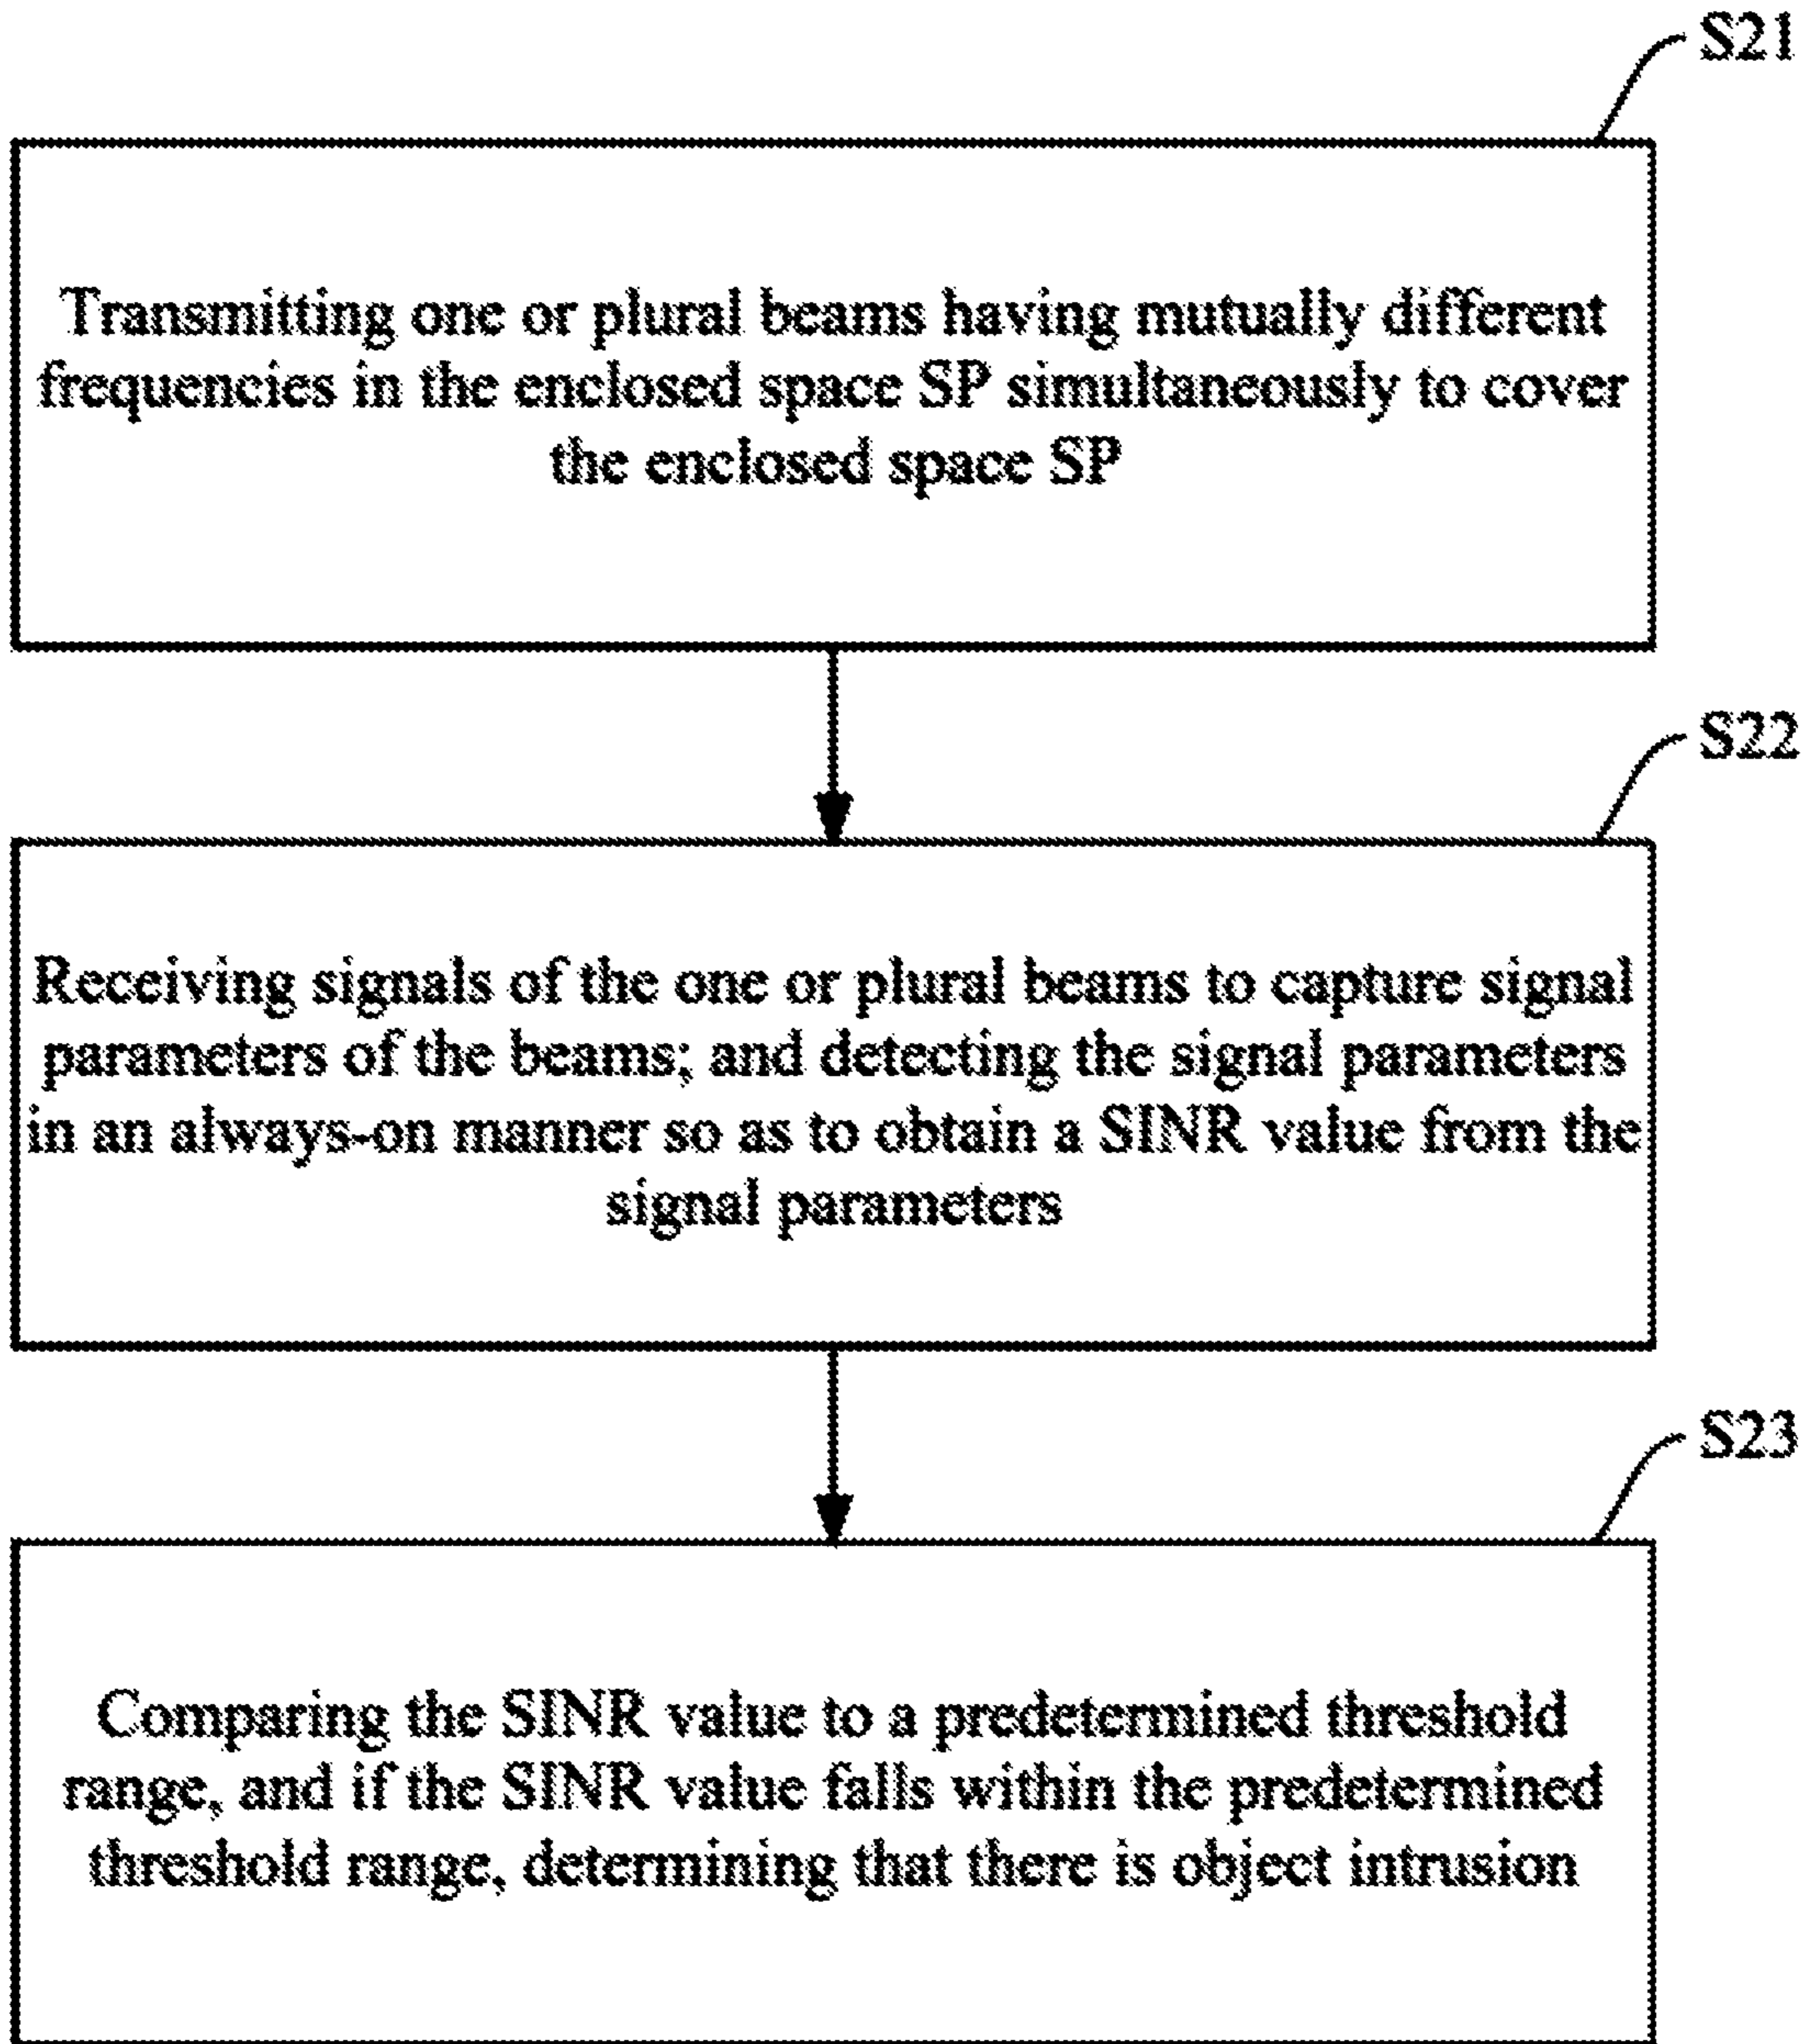 S21
Transmitting one or plural beams having mutually different
frequencies in the enclosed space SP simultaneously to cover
the enclosed space SP
S22
Receiving signals of the one or plural beams to capture signal
parameters of the beams; and detecting the signal parameters
in an always-on manner so as to obtain a SINR value from the
signal parameters
S23
Comparing the SINR value to a predetermined threshold
range, and if the SINR value falls within the predetermined
threshold range, determining that there is object intrusion